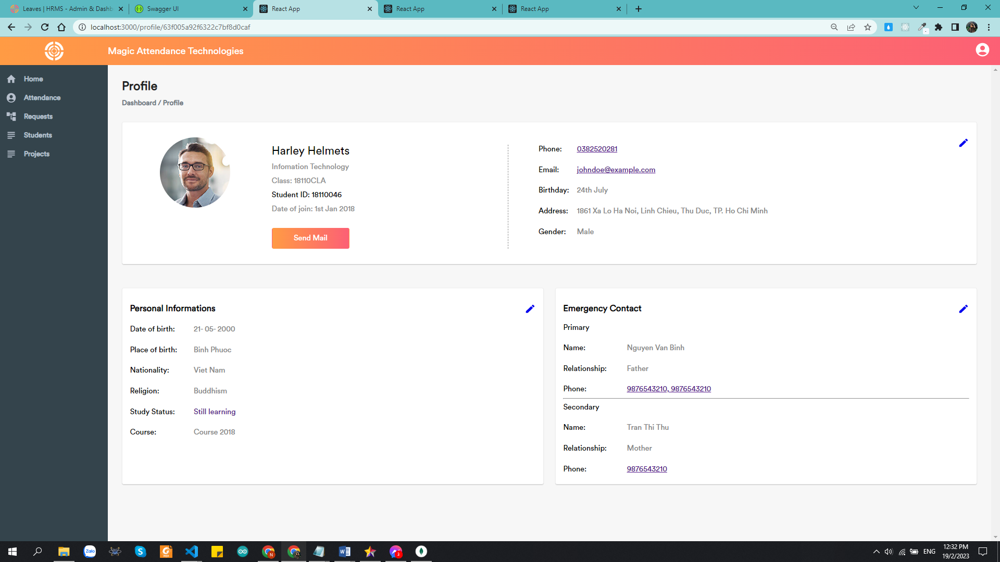 Leaves | HRMS - Admin & Dashb
Swagger UI
React App
React App
React App
localhost:3000/profile/63f005a92f6322c7bf8d0caf
Magic Attendance Technologies
Home
Attendance
Requests
Students
Projects
Profile
Dashboard / Profile
Harley Helmets
Infomation Technology
Class: 18110CLA
Student ID: 18110046
Date of join: 1st Jan 2018
Send Mail
Phone: 0382520281
Email: johndoe@example.com
Birthday: 24th July
Address: 1861 Xa Lo Ha Noi, Linh Chieu, Thu Duc, TP. Ho Chi Minh
Gender: Male
Personal Informations
Date of birth: 21- 05- 2000
Place of birth: Binh Phuoc
Nationality: Viet Nam
Religion: Buddhism
Study Status: Still learning
Course: Course 2018
Emergency Contact
Primary
Name: Nguyen Van Binh
Relationship: Father
Phone: 9876543210, 9876543210
Secondary
Name: Tran Thi Thu
Relationship: Mother
Phone: 9876543210
Zalo
PDF
N
3
ENG
12:32 PM
19/2/2023